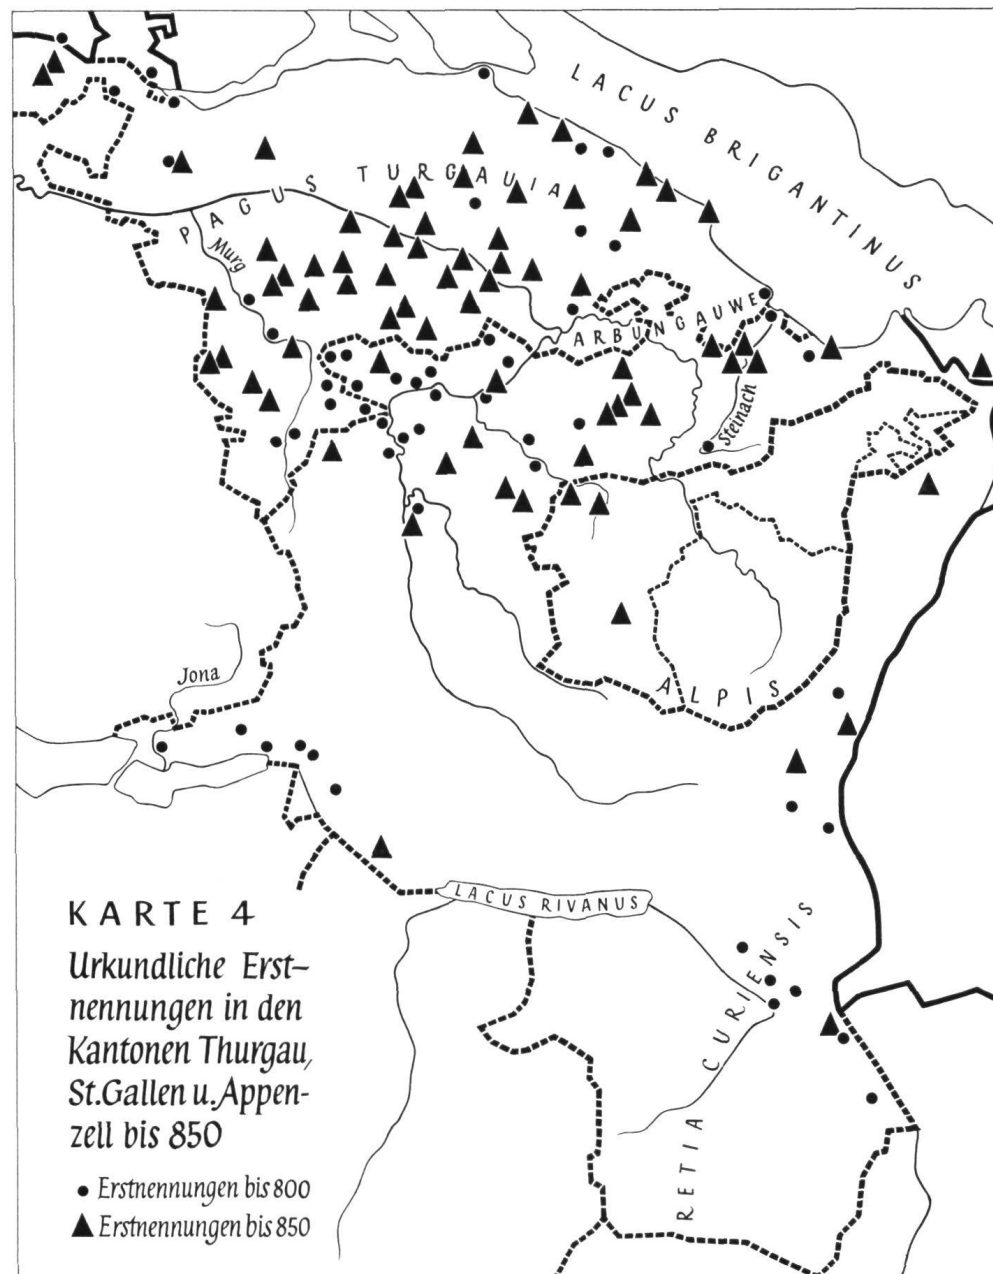 LACUS BRIGANTINUS
PAGUS TURGAUIA
Murg
ARBUNGAUWE
Steinach
Jona
ALPIS
LACUS RIVANUS
RETIA CURIENSIS
KARTE 4
Urkundliche Erst–
nennungen in den
Kantonen Thurgau,
St.Gallen u.Appen-
zell bis 850
Erstnennungen bis 800
Erstnennungen bis 850